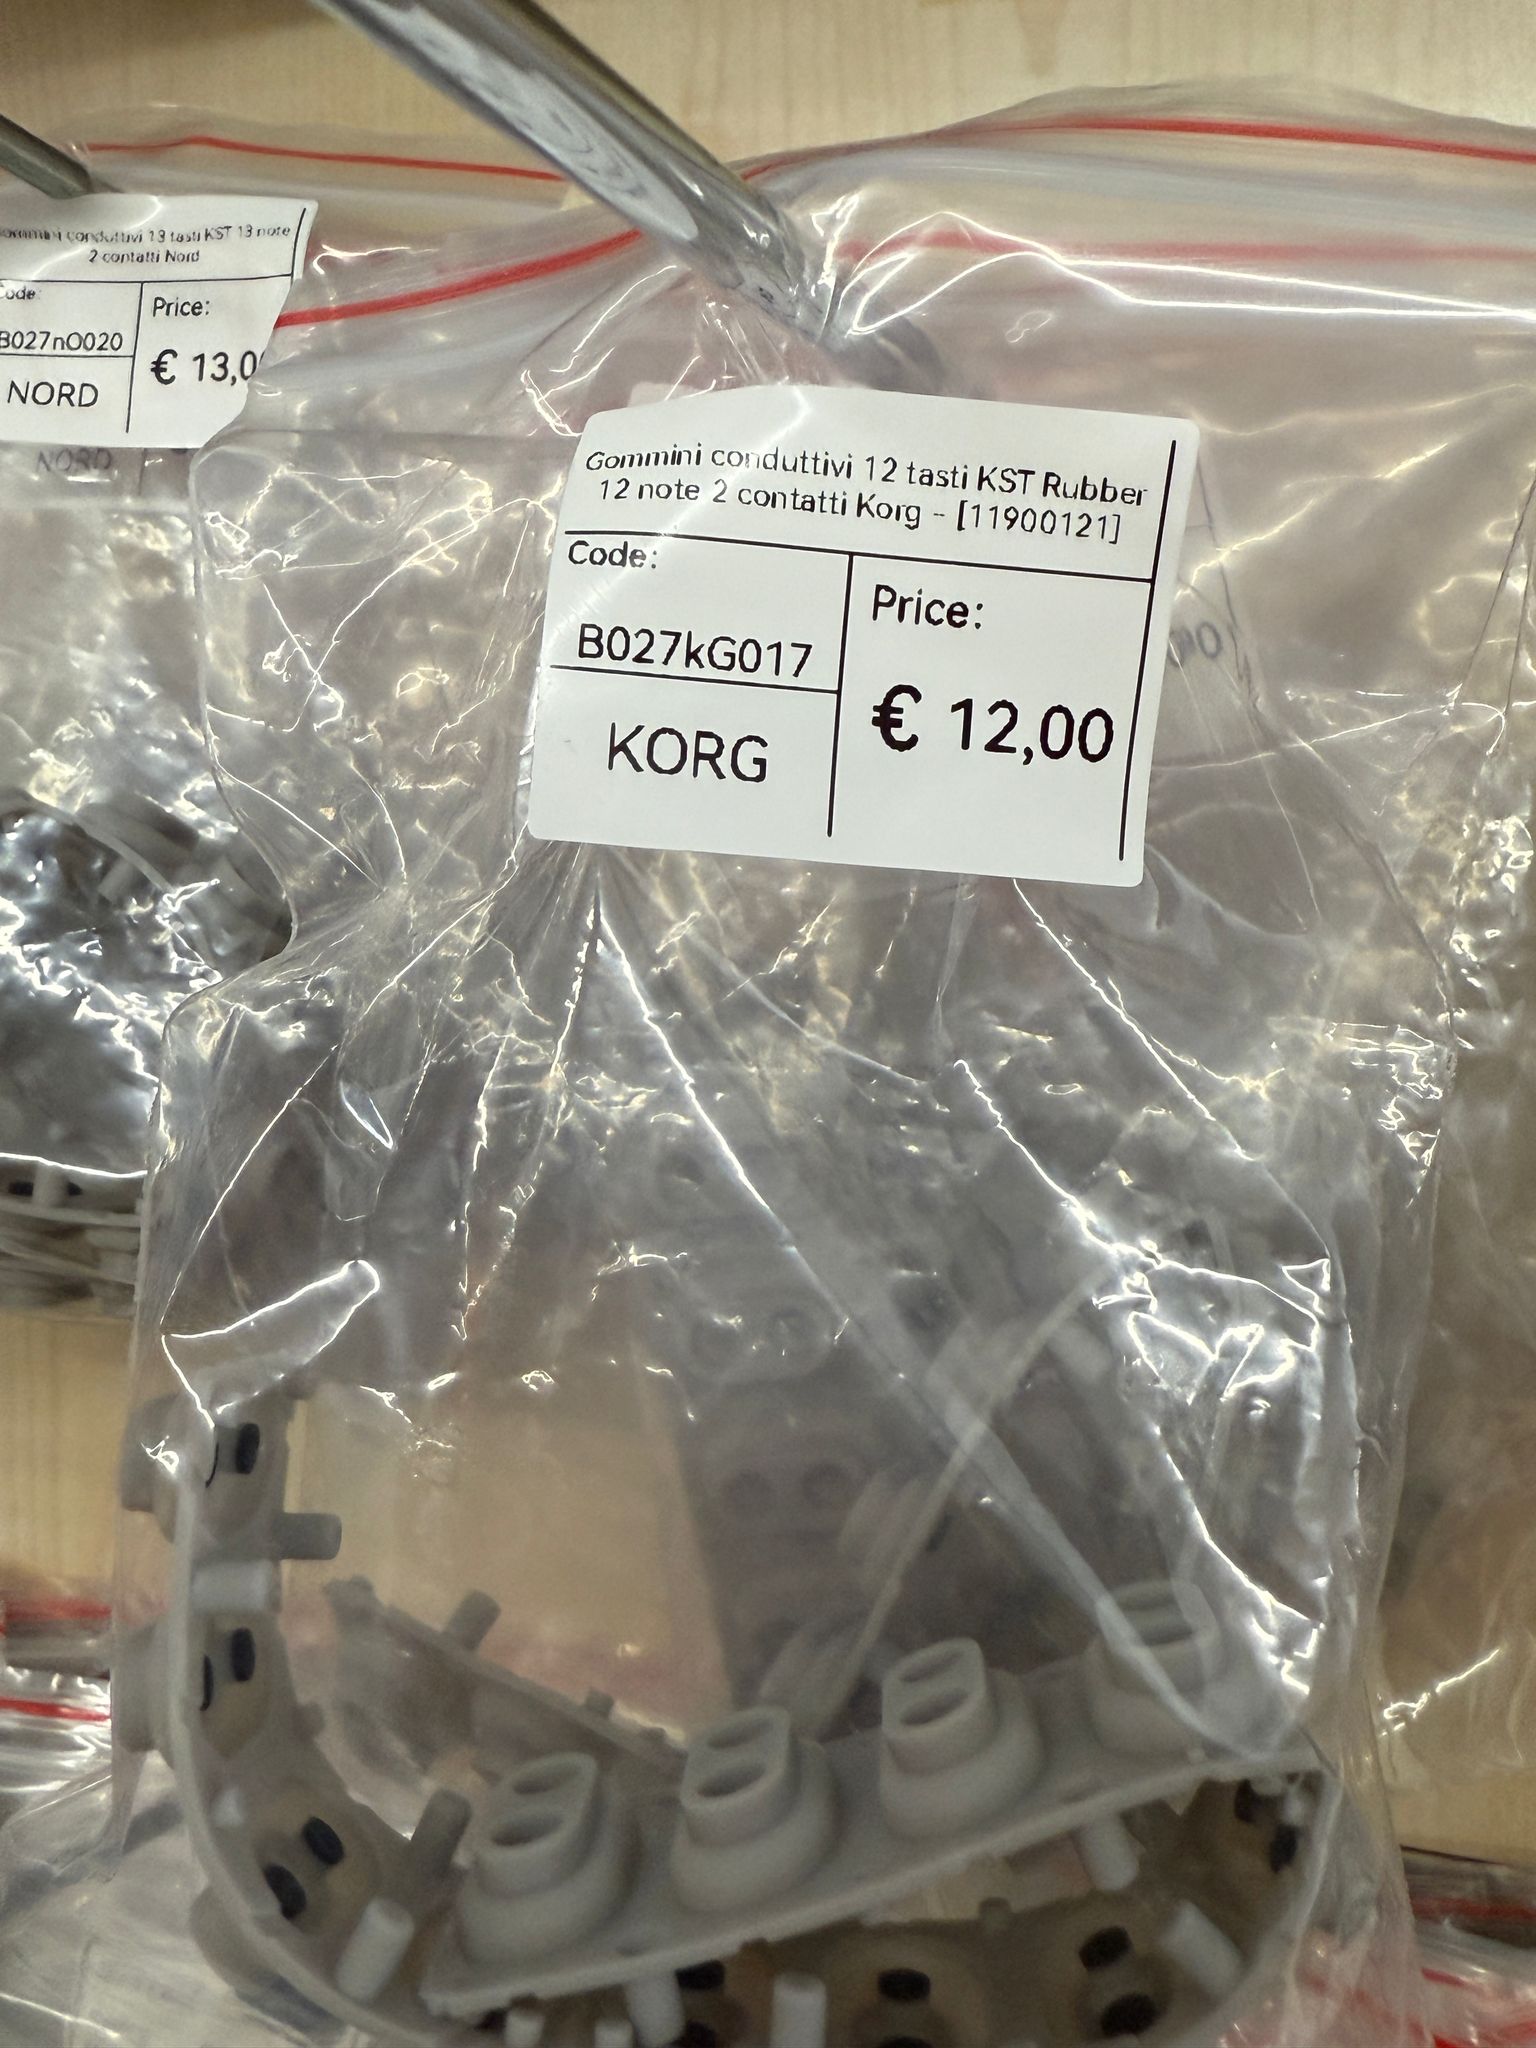 conduttivi 13 tasti KST 13 note
2 contatti Nord
Code:
B027nO020
NORD
Price:
€ 13,0
Gommini conduttivi 12 tasti KST Rubber
12 note 2 contatti Korg - [11900121]
Code:
B027kG017
KORG
Price:
€ 12,00